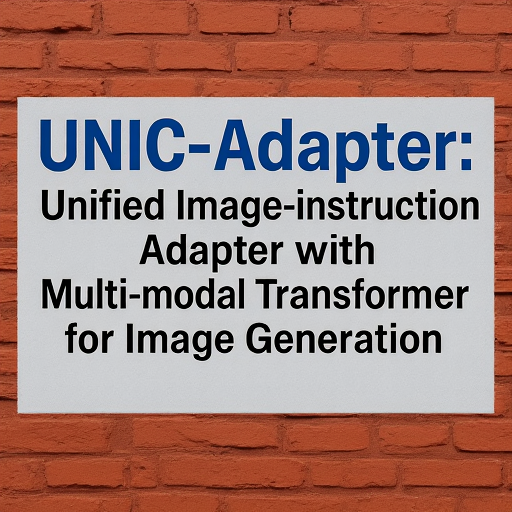 UNIC-Adapter:
Unified Image-instruction
Adapter with
Multi-modal Transformer
for Image Generation